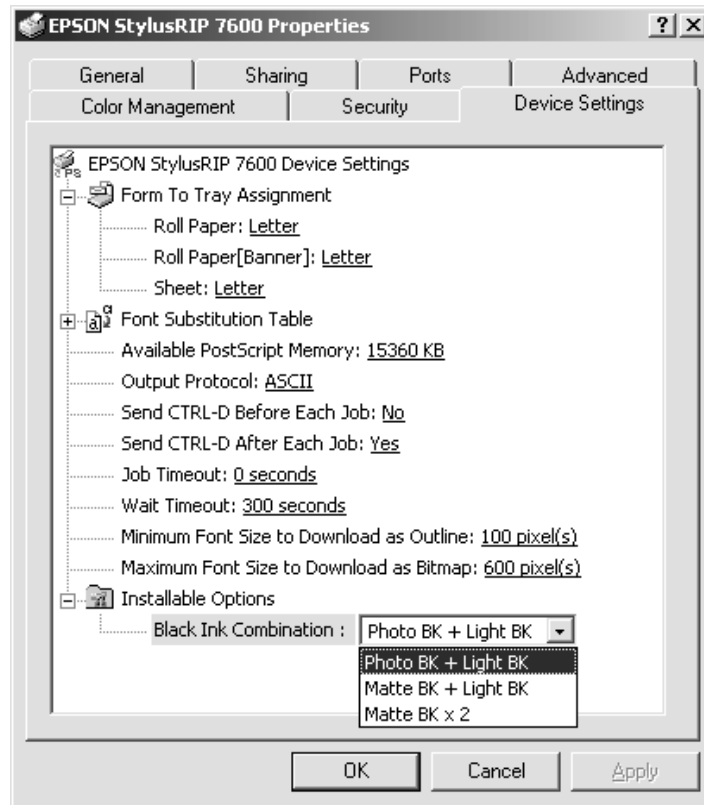 EPSON StylusRIP 7600 Properties
General Sharing Ports Advanced
Color Management Security Device Settings
EPSON StylusRIP 7600 Device Settings
Form To Tray Assignment
Roll Paper: Letter
Roll Paper[Banner]: Letter
Sheet: Letter
Font Substitution Table
Available PostScript Memory: 15360 KB
Output Protocol: ASCII
Send CTRL-D Before Each Job: No
Send CTRL-D After Each Job: Yes
Job Timeout: 0 seconds
Wait Timeout: 300 seconds
Minimum Font Size to Download as Outline: 100 pixel(s)
Maximum Font Size to Download as Bitmap: 600 pixel(s)
Installable Options
Black Ink Combination : Photo BK + Light BK
Photo BK + Light BK
Matte BK + Light BK
Matte BK x 2
OK Cancel Apply